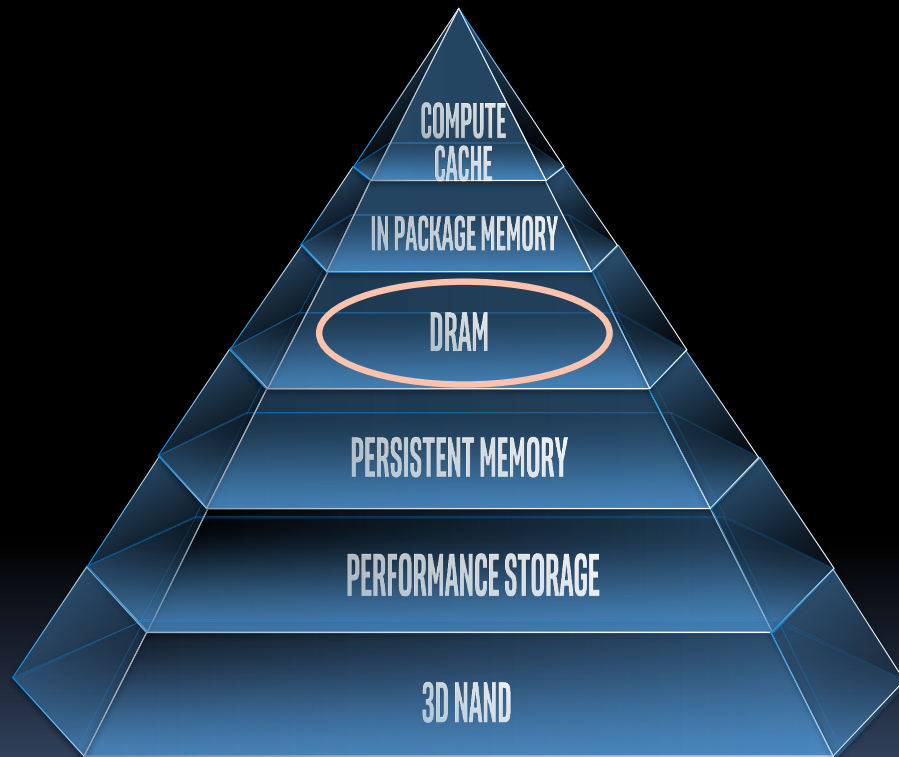 COMPUTE
CACHE
IN PACKAGE MEMORY
DRAM
PERSISTENT MEMORY
PERFORMANCE STORAGE
3D NAND